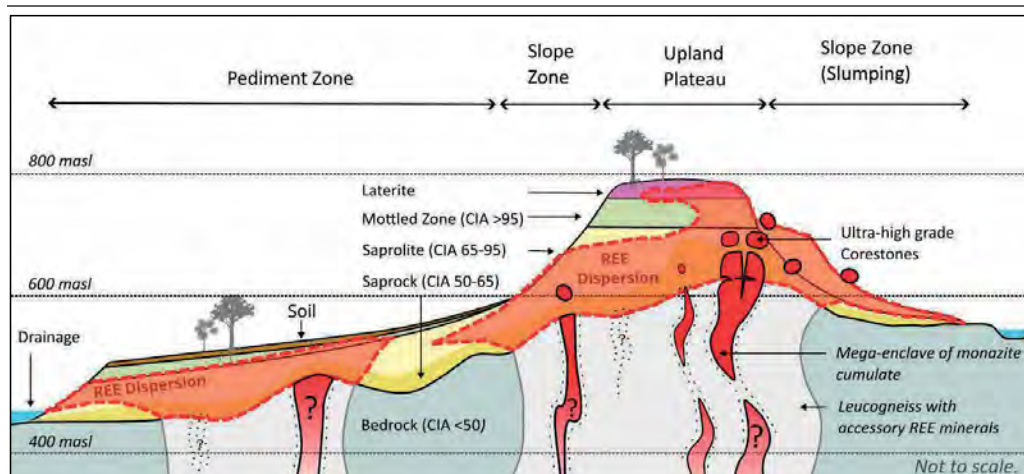 Pediment Zone
Slope
Zone
Upland
Plateau
Slope Zone
(Slumping)
800 masl
Laterite
Mottled Zone (CIA >95)
Saprolite (CIA 65-95)
Saprock (CIA 50-65)
REE
Dispersion
Ultra-high grade
Corestones
600 masl
Drainage
Soil
REE Dispersion
?
?
?
?
?
?
Mega-enclave of monazite
cumulate
Leucogneiss with
accessory REE minerals
Bedrock (CIA <50)
400 masl
Not to scale.